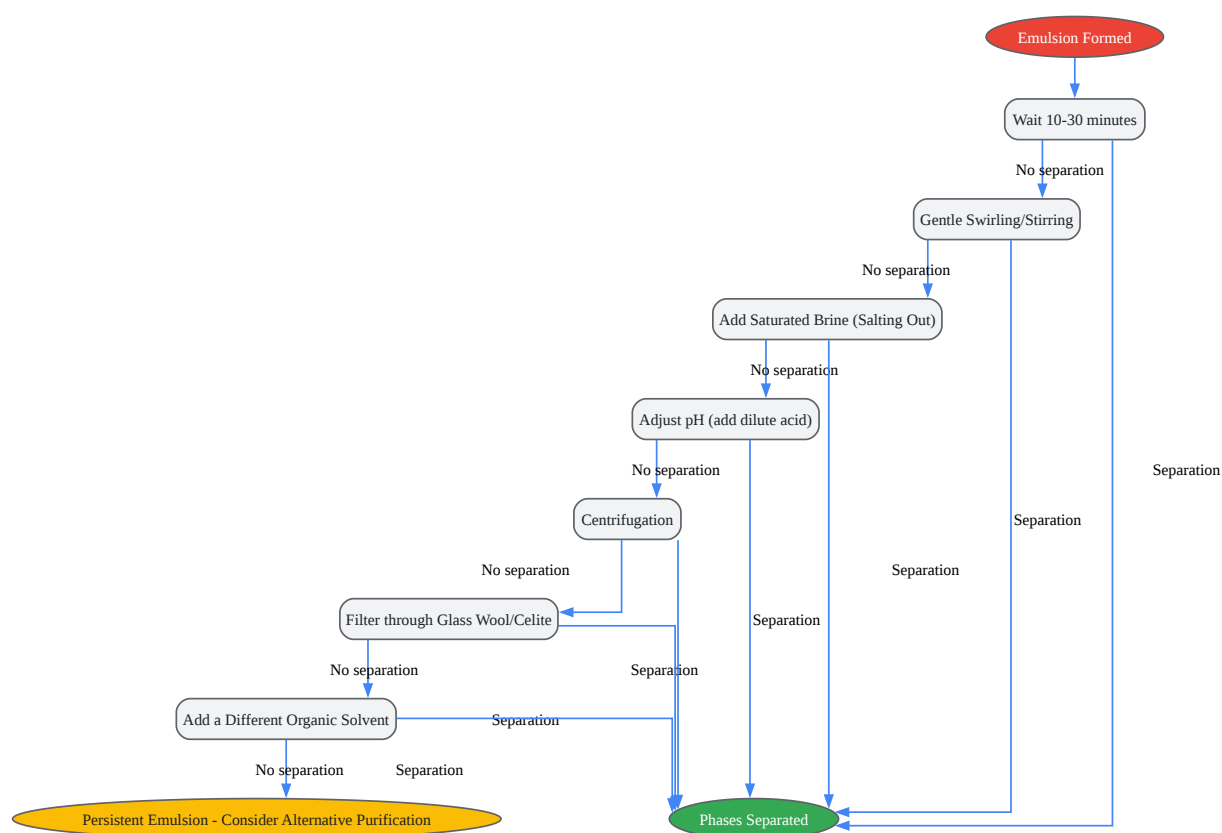 Emulsion Formed
Wait 10-30 minutes
No separation
Gentle Swirling/Stirring
No separation
Add Saturated Brine (Salting Out)
No separation
Adjust pH (add dilute acid)
No separation
Separation
Centrifugation
Separation
No separation
Separation
Filter through Glass Wool/Celite
Separation
No separation
Separation
Add a Different Organic Solvent
Separation
No separation
Separation
Persistent Emulsion - Consider Alternative Purification
Phases Separated